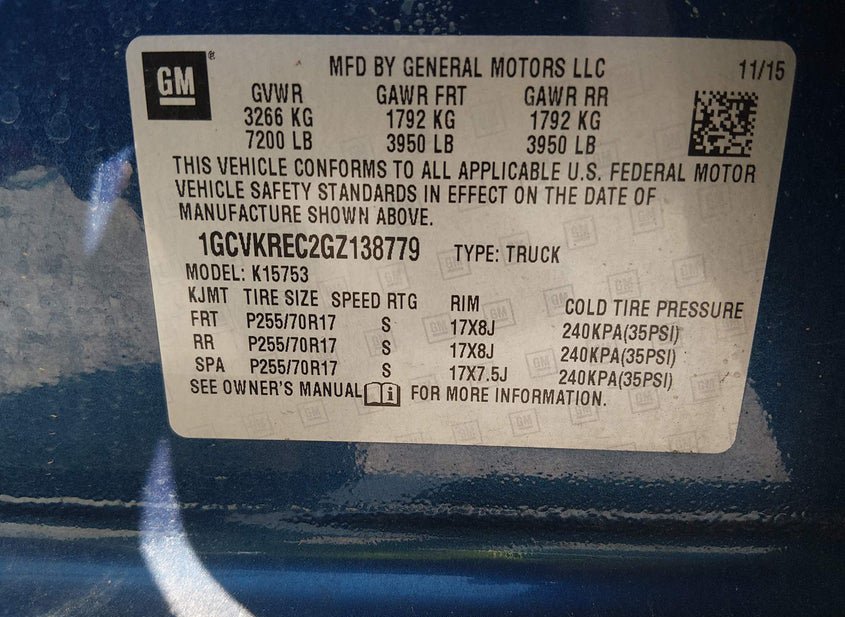 GM® MFD BY GENERAL MOTORS LLC 11/15
GVWR GAWR FRT GAWR RR
3266 KG 1792 KG 1792 KG
7200 LB 3950 LB 3950 LB
THIS VEHICLE CONFORMS TO ALL APPLICABLE U.S. FEDERAL MOTOR
VEHICLE SAFETY STANDARDS IN EFFECT ON THE DATE OF
MANUFACTURE SHOWN ABOVE.
1GCVKREC2GZ138779 TYPE: TRUCK
MODEL: K15753
KJMT TIRE SIZE SPEED RTG RIM COLD TIRE PRESSURE
FRT P255/70R17 S 17X8J 240KPA(35PSI)
RR P255/70R17 S 17X8J 240KPA(35PSI)
SPA P255/70R17 S 17X7.5J 240KPA(35PSI)
SEE OWNER'S MANUAL i FOR MORE INFORMATION.